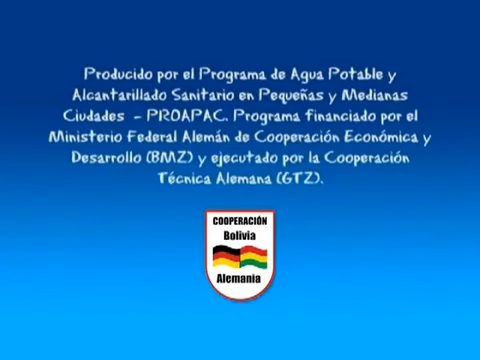 Producido por el Programa de Agua Potable y
Alcantarillado Sanitario en Pequeñas y Medianas
Ciudades - PROAPAC. Programa financiado por el
Ministerio Federal Alemán de Cooperación Económica y
Desarrollo (BMZ) y ejecutado por la Cooperación
Técnica Alemana (GTZ).
COOPERACIÓN
Bolivia
Alemania